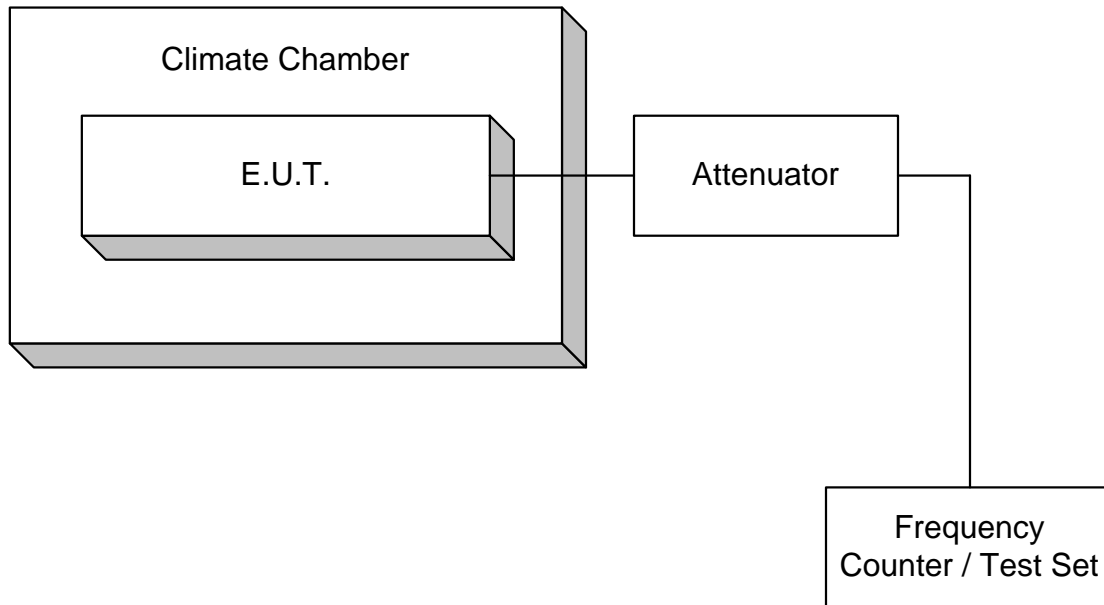 Climate Chamber
E.U.T.
Attenuator
Frequency
Counter / Test Set